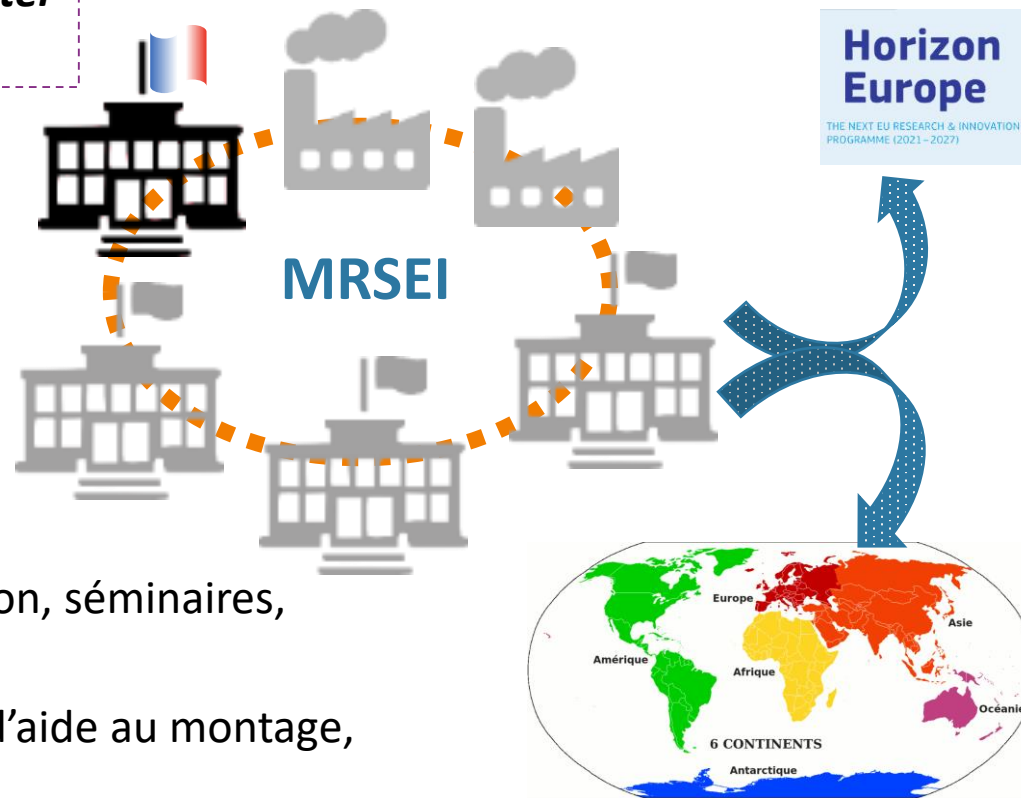 Horizon
Europe
THE NEXT EU RESEARCH & INNOVATION
PROGRAMME (2021 – 2027)
MRSEI
on, séminaires,
l’aide au montage,
Europe
Asie
Amérique
Afrique
Océanie
6 CONTINENTS
Antarctique